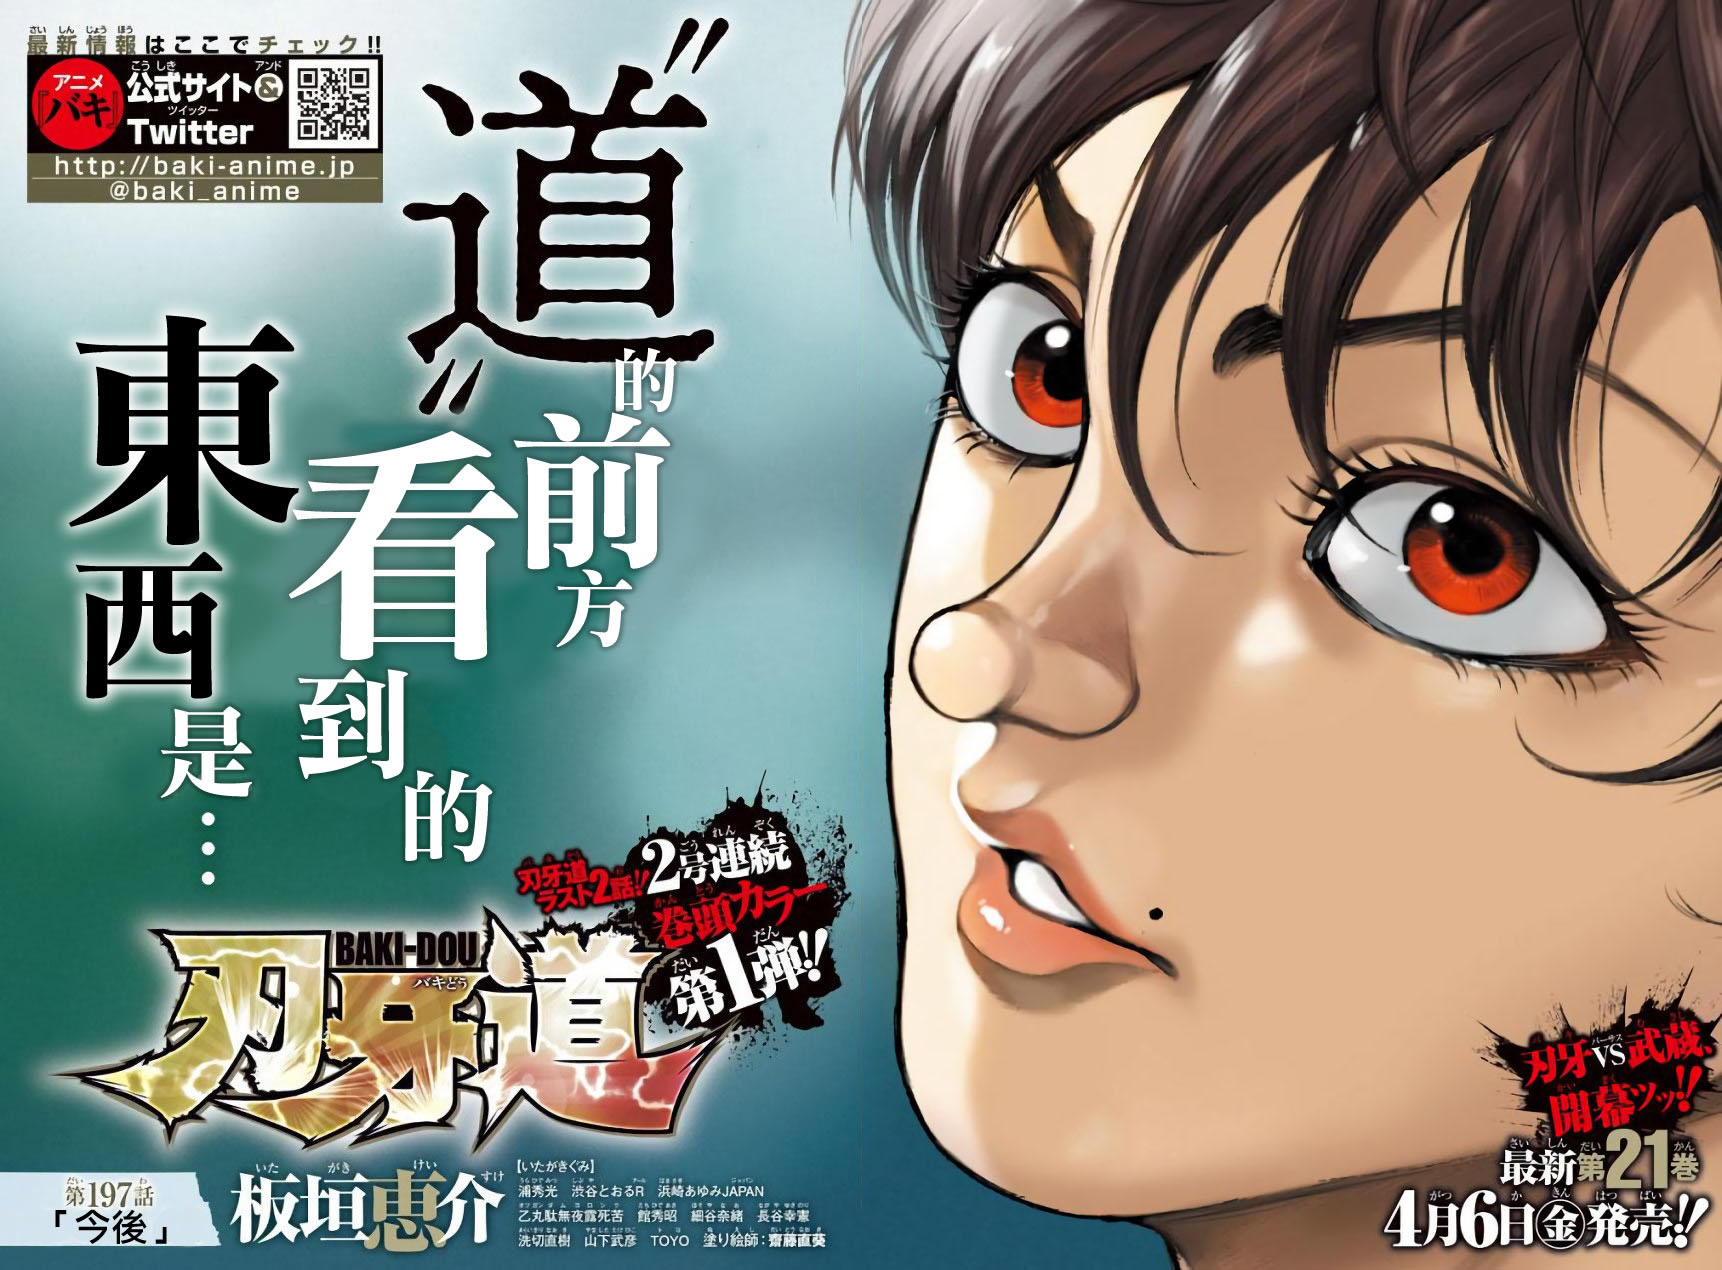 最新情報はここでチェック!!
アニメ『バキ』
公式サイト&
Twitter
http://baki-anime.jp
@baki_anime
“道”的前方
看到的
東西是…
刃牙道
ラスト2話!!
2号連続
巻頭カラー
第1弾!!
BAKI-DOU
バキどう
刃牙道
第197話
「今後」
板垣恵介
【いたがきぐみ】
浦秀光 渋谷とおるR 浜崎あゆみJAPAN
乙丸駄無夜露死苦 館秀昭 細谷奈緒 長谷幸憲
洗切直樹 山下武彦 TOYO 塗り絵師：齋藤直葵
刃牙VS武蔵、
開幕ッッ!!
最新第21巻
4月6日金発売!!